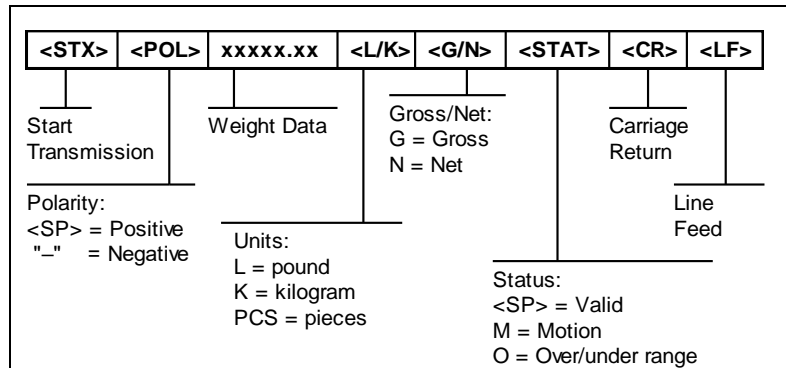 <STX> <POL> xxxxx.xx <L/K> <G/N> <STAT> <CR> <LF>
Start
Transmission
Weight Data
Gross/Net:
G = Gross
N = Net
Carriage
Return
Polarity:
<SP> = Positive
"–" = Negative
Units:
L = pound
K = kilogram
PCS = pieces
Line
Feed
Status:
<SP> = Valid
M = Motion
O = Over/under range